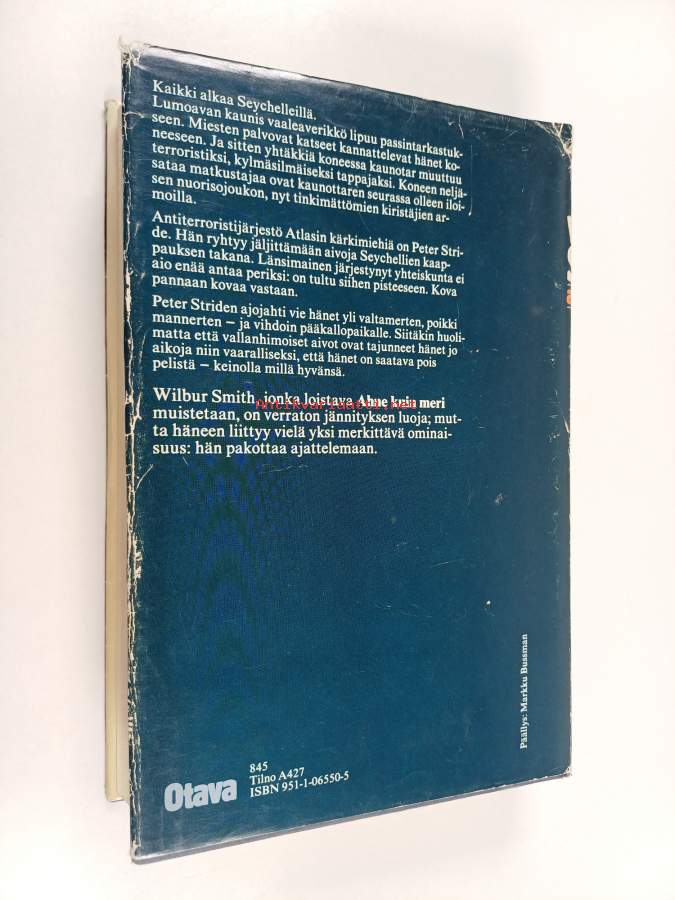 Kaikki alkaa Seychelleillä.
Lumoavan kaunis vaaleaverikkö lipuu passintarkastuk-
seen. Miesten palvovat katseet kannattelevat hänet ko-
neeseen. Ja sitten yhtäkkiä koneessa kaunotar muuttuu
terroristiksi, kylmäsilmäiseksi tappajaksi. Koneen neljä-
sataa matkustajaa ovat kaunottaren seurassa olleen iloi-
sen nuorisojoukon, nyt tinkimättömien kiristäjien ar-
moilla.
Antiterroristijärjestö Atlasin kärkimiehiä on Peter Stri-
de. Hän ryhtyy jäljittämään aivoja Seychellien kaap-
pauksen takana. Länsimainen järjestynyt yhteiskunta ei
aio enää antaa periksi: on tultu siihen pisteeseen. Kova
pannaan kovaa vastaan.
Peter Striden ajojahti vie hänet yli valtamerten, poikki
mannerten – ja vihdoin pääkallopaikalle. Siitäkin huoli-
matta että vallanhimoiset aivot ovat tajunneet hänet jo
aikoja niin vaaralliseksi, että hänet on saatava pois
pelistä – keinolla millä hyvänsä.
Wilbur Smith, jonka loistava Ahne kuin meri
Antikvariaatti.net
muistetaan, on verraton jännityksen luoja; mut-
ta häneen liittyy vielä yksi merkittävä ominai-
suus: hän pakottaa ajattelemaan.
Päällys: Markku Bussman
Otava
845
Tilno A427
ISBN 951-1-06550-5